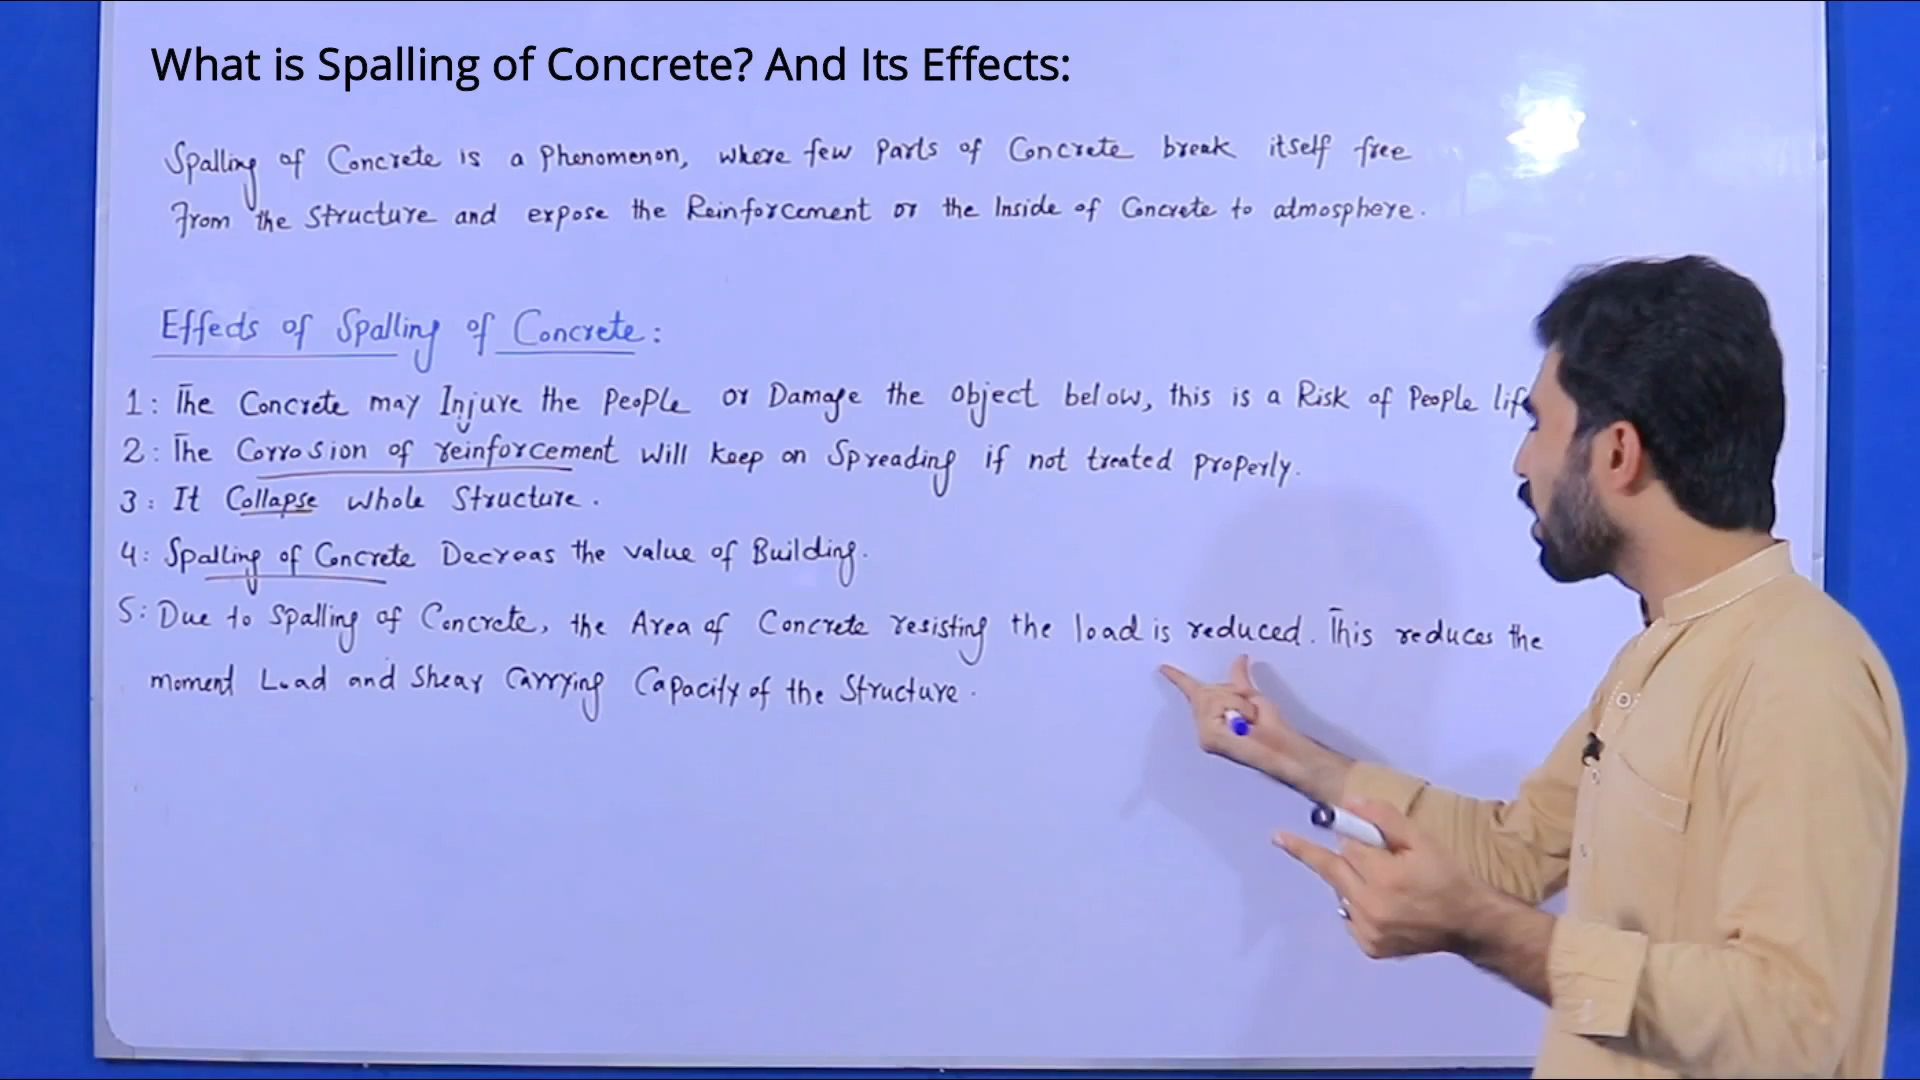 What is Spalling of Concrete? And Its Effects:
Spalling of Concrete is a Phenomenon, where few Parts of Concrete break itself free
From the Structure and expose the Reinforcement or the Inside of Concrete to atmosphere.
Effects of Spalling of Concrete:
1: The Concrete may Injure the People or Damage the object below, this is a Risk of People life
2: The Corrosion of reinforcement will keep on Spreading if not treated properly.
3: It Collapse whole Structure.
4: Spalling of Concrete Decreas the value of Building.
5: Due to Spalling of Concrete, the Area of Concrete resisting the load is reduced. This reduces the
moment Load and Shear Carrying Capacity of the Structure.